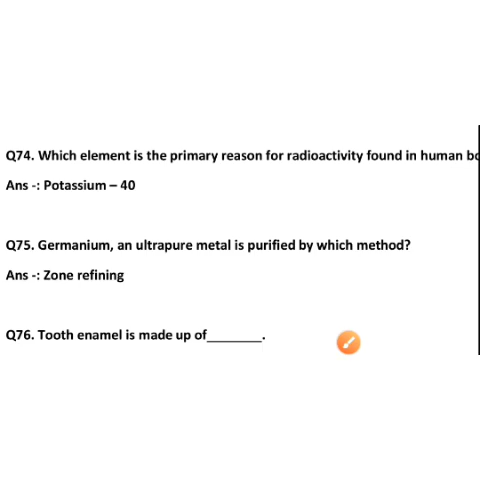 Q74. Which element is the primary reason for radioactivity found in human
Ans -: Potassium – 40
Q75. Germanium, an ultrapure metal is purified by which method?
Ans -: Zone refining
Q76. Tooth enamel is made up of________.